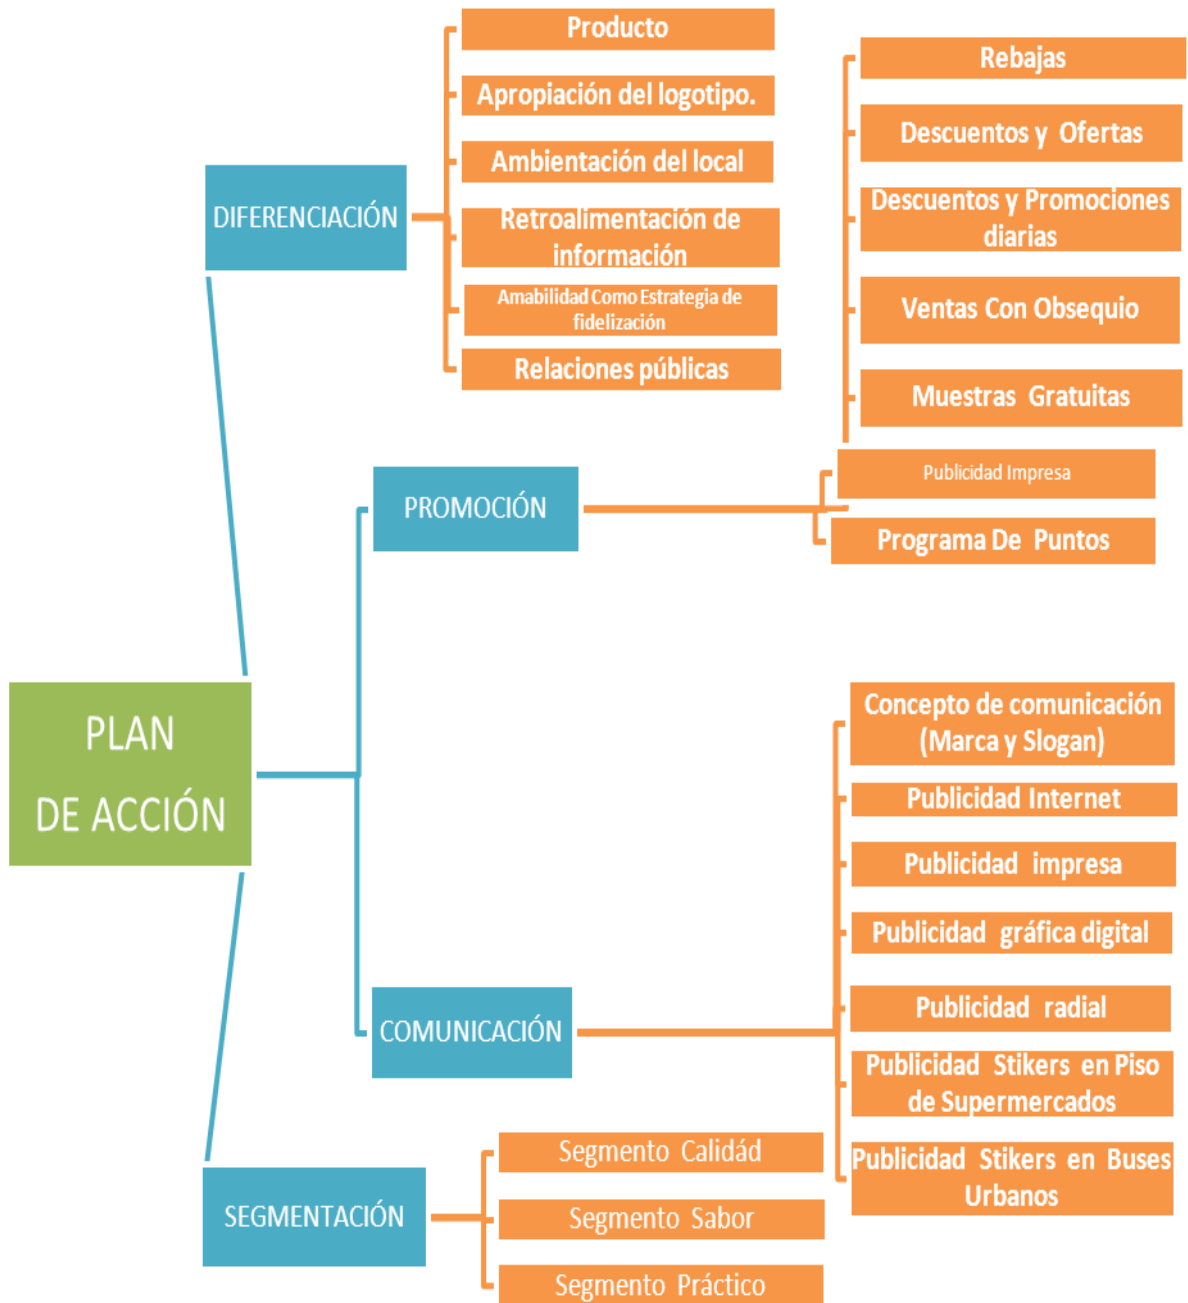 PLAN
DE ACCIÓN
DIFERENCIACIÓN
Producto
Apropiación del logotipo.
Ambientación del local
Retroalimentación de
información
Amabilidad Como Estrategia de
fidelización
Relaciones públicas
PROMOCIÓN
Rebajas
Descuentos y Ofertas
Descuentos y Promociones
diarias
Ventas Con Obsequio
Muestras Gratuitas
Publicidad Impresa
Programa De Puntos
COMUNICACIÓN
Concepto de comunicación
(Marca y Slogan)
Publicidad Internet
Publicidad impresa
Publicidad gráfica digital
Publicidad radial
Publicidad Stikers en Piso
de Supermercados
Publicidad Stikers en Buses
Urbanos
SEGMENTACIÓN
Segmento Calidád
Segmento Sabor
Segmento Práctico